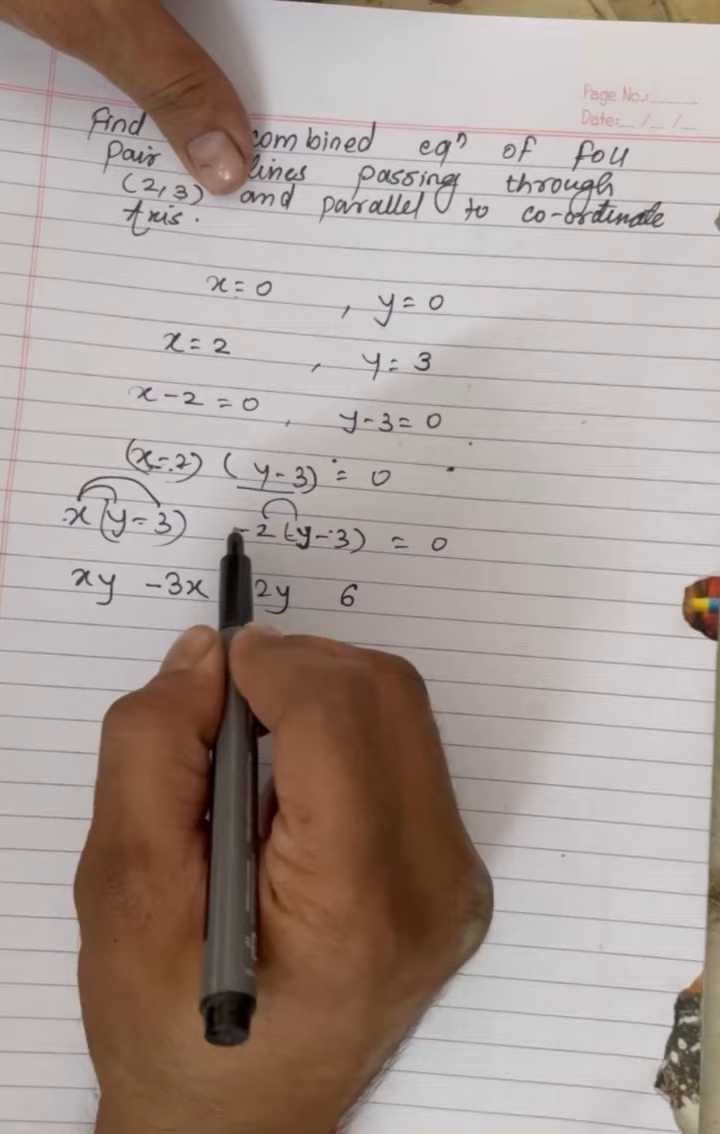 Page No.:
Date: / /
Find combined eqn of foll
Pair lines passing through
(2,3) and parallel to co-ordinate
Axis.
x = 0 , y = 0
x = 2 , y = 3
x - 2 = 0 , y - 3 = 0
(x - 2) (y - 3) = 0
x(y - 3) -2(y - 3) = 0
xy - 3x 2y 6